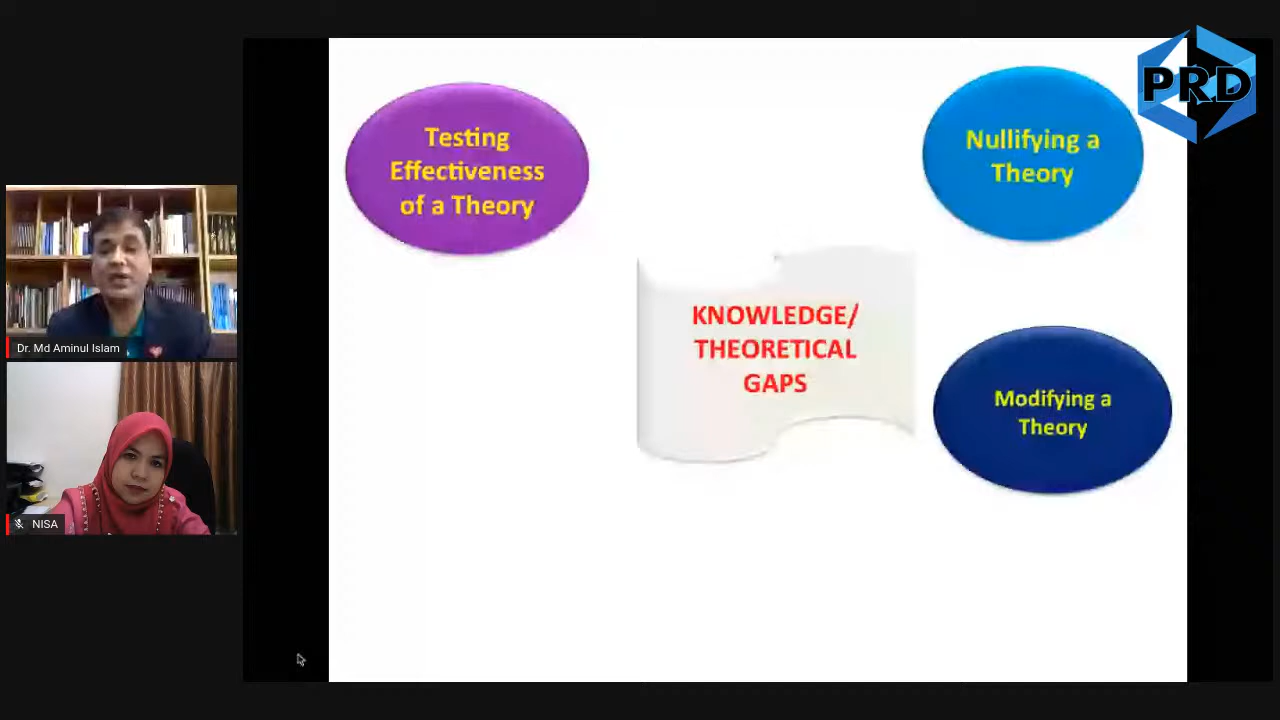 PRD
Testing
Effectiveness
of a Theory
Nullifying a
Theory
KNOWLEDGE/
THEORETICAL
GAPS
Modifying a
Theory
Dr. Md Aminul Islam
NISA